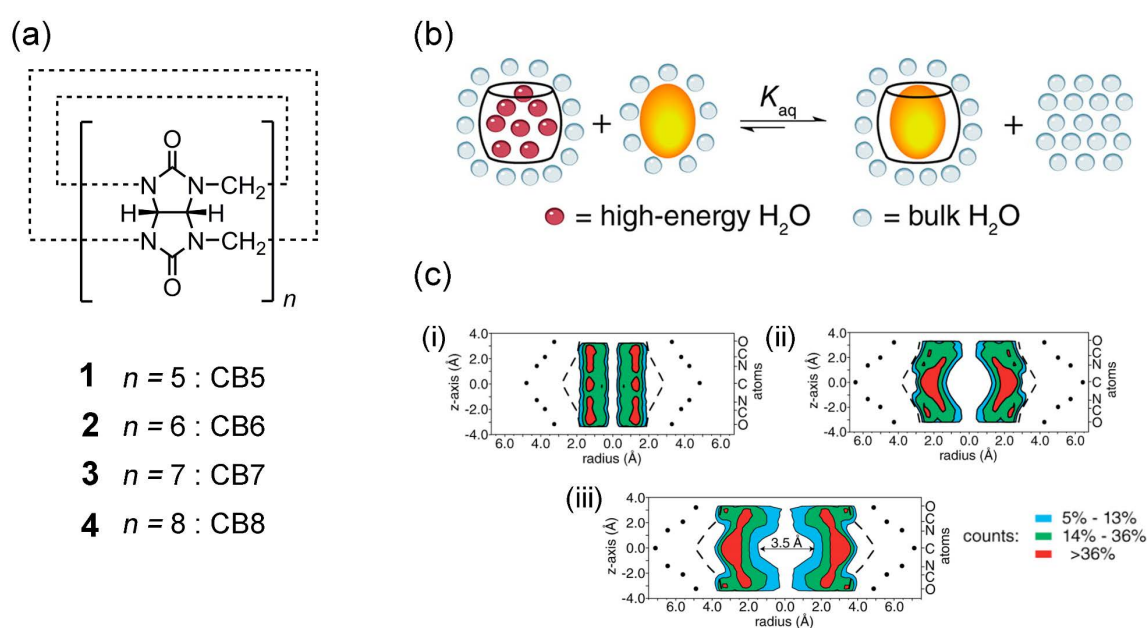 (a)
O
N N CH2
H H
N N CH2
O
n
1 n = 5 : CB5
2 n = 6 : CB6
3 n = 7 : CB7
4 n = 8 : CB8
(b)
+ Kaq +
= high-energy H2O = bulk H2O
(c)
(i)
z-axis (Å)
4.0
2.0
0.0
-2.0
-4.0
6.0 4.0 2.0 0.0 2.0 4.0 6.0
radius (Å)
O
C
N
C
N
C
O
atoms
(ii)
z-axis (Å)
4.0
2.0
0.0
-2.0
-4.0
6.0 4.0 2.0 0.0 2.0 4.0 6.0
radius (Å)
O
C
N
C
N
C
O
atoms
(iii)
z-axis (Å)
4.0
2.0
0.0
-2.0
-4.0
3.5 Å
6.0 4.0 2.0 0.0 2.0 4.0 6.0
radius (Å)
O
C
N
C
N
C
O
atoms
counts:
5% - 13%
14% - 36%
>36%